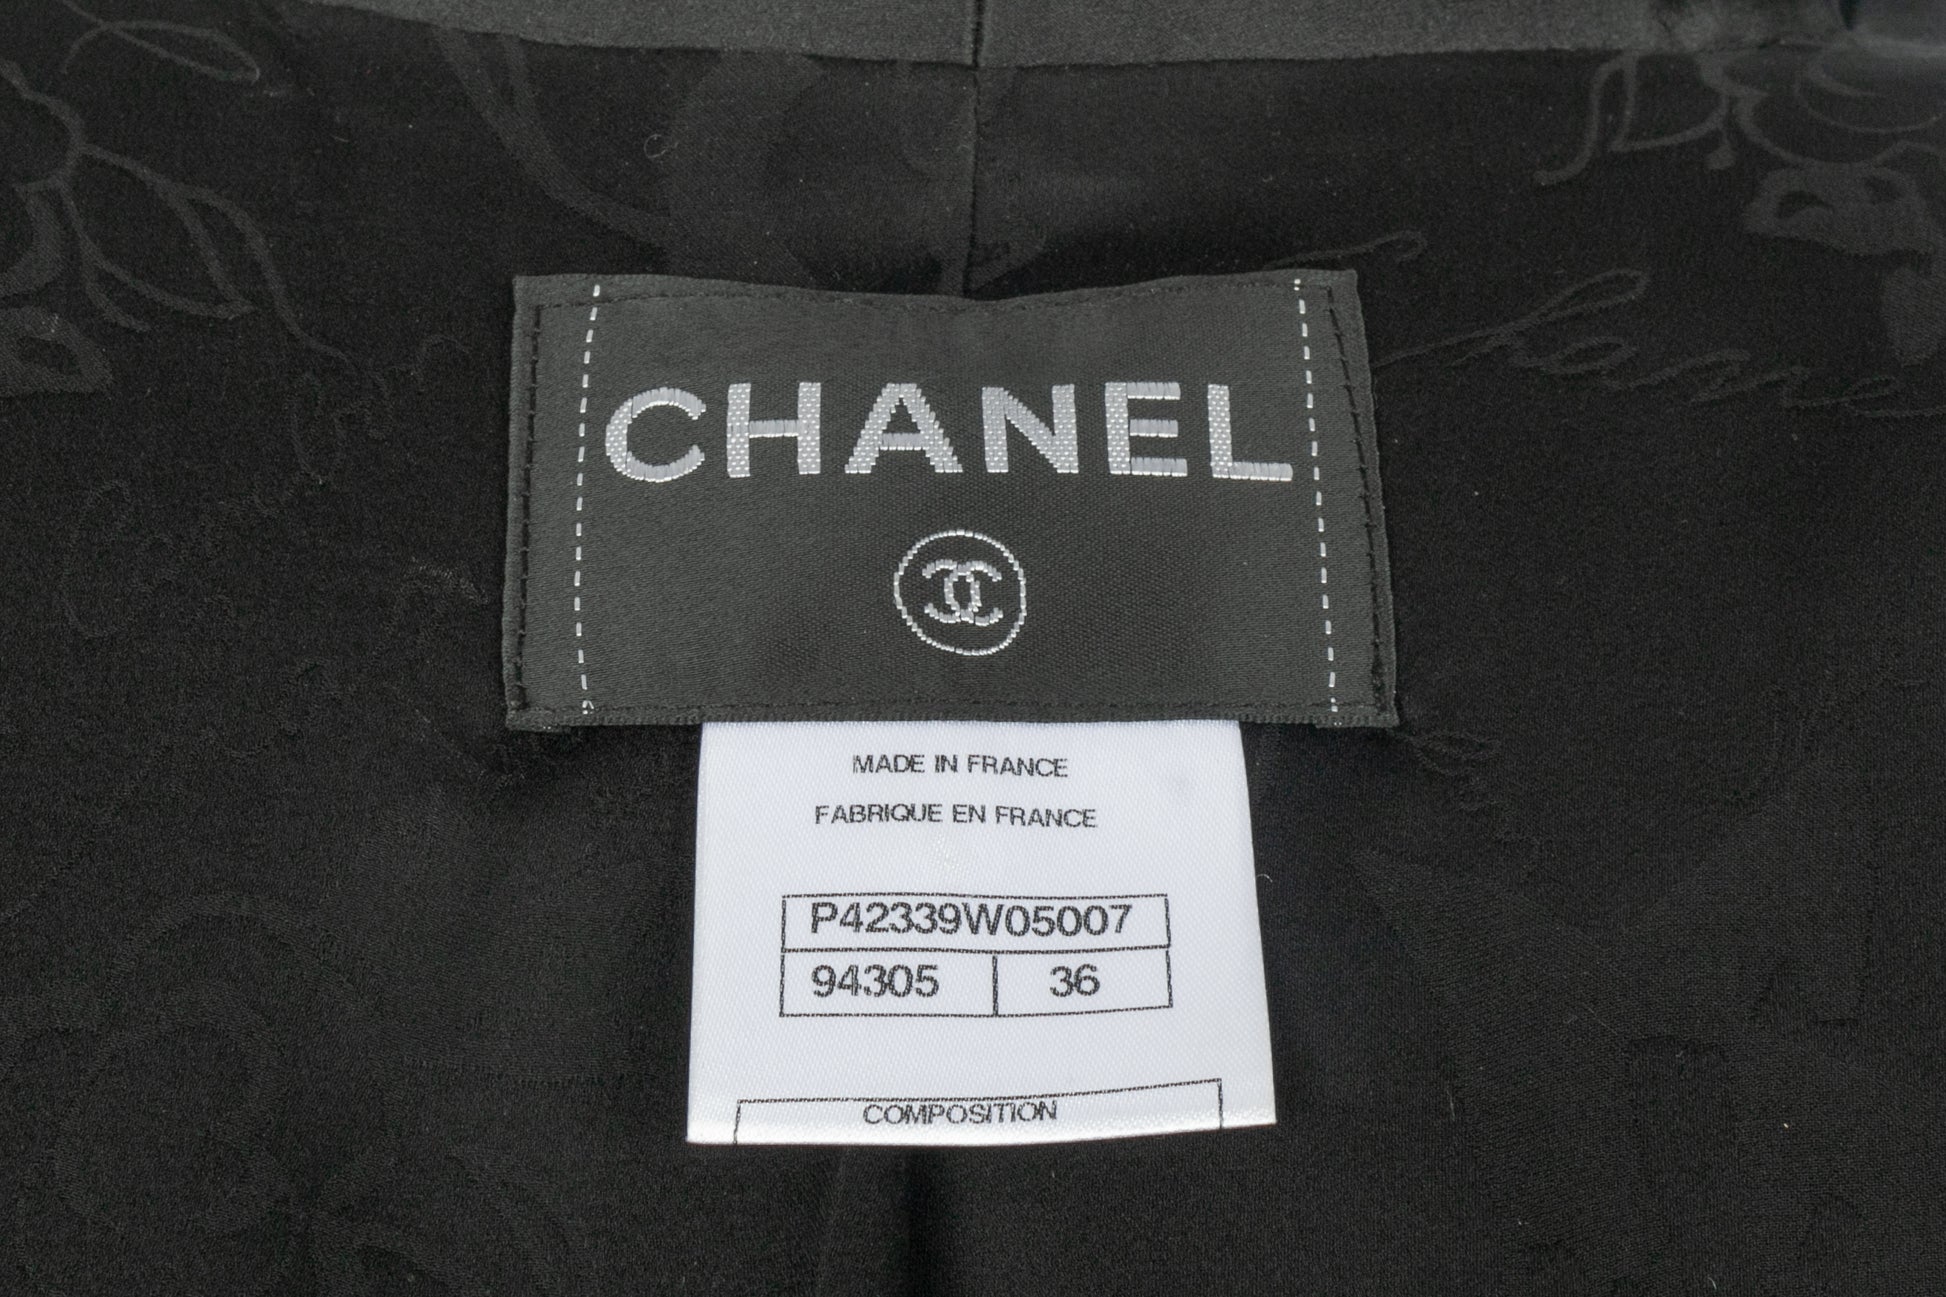 CHANEL
MADE IN FRANCE
FABRIQUE EN FRANCE
P42339W05007
94305 36
COMPOSITION